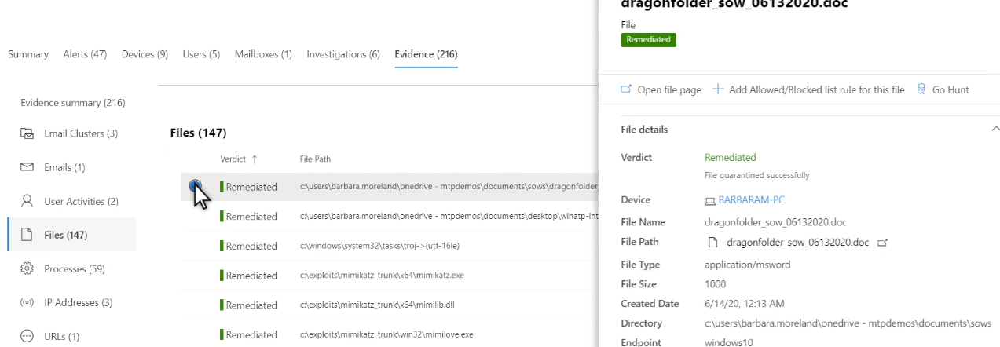 dragonfolder_sow_06132020.doc
File
Remediated
Summary Alerts (47) Devices (9) Users (5) Mailboxes (1) Investigations (6) Evidence (216)
Open file page Add Allowed/Blocked list rule for this file Go Hunt
Evidence summary (216)
Email Clusters (3)
Emails (1)
User Activities (2)
Files (147)
Processes (59)
IP Addresses (3)
URLs (1)
Files (147)
Verdict ↑ File Path
Remediated c:\users\barbara.moreland\onedrive - mtpdemos\documents\sows\dragonfolder_
Remediated c:\users\barbara.moreland\onedrive - mtpdemos\documents\desktop\winatp-int
Remediated c:\windows\system32\tasks\troj->(utf-16le)
Remediated c:\exploits\mimikatz_trunk\x64\mimikatz.exe
Remediated c:\exploits\mimikatz_trunk\x64\mimilib.dll
Remediated c:\exploits\mimikatz_trunk\win32\mimilove.exe
File details
Verdict Remediated
File quarantined successfully
Device BARBARAM-PC
File Name dragonfolder_sow_06132020.doc
File Path dragonfolder_sow_06132020.doc
File Type application/msword
File Size 1000
Created Date 6/14/20, 12:13 AM
Directory c:\users\barbara.moreland\onedrive - mtpdemos\documents\sows
Endpoint windows10